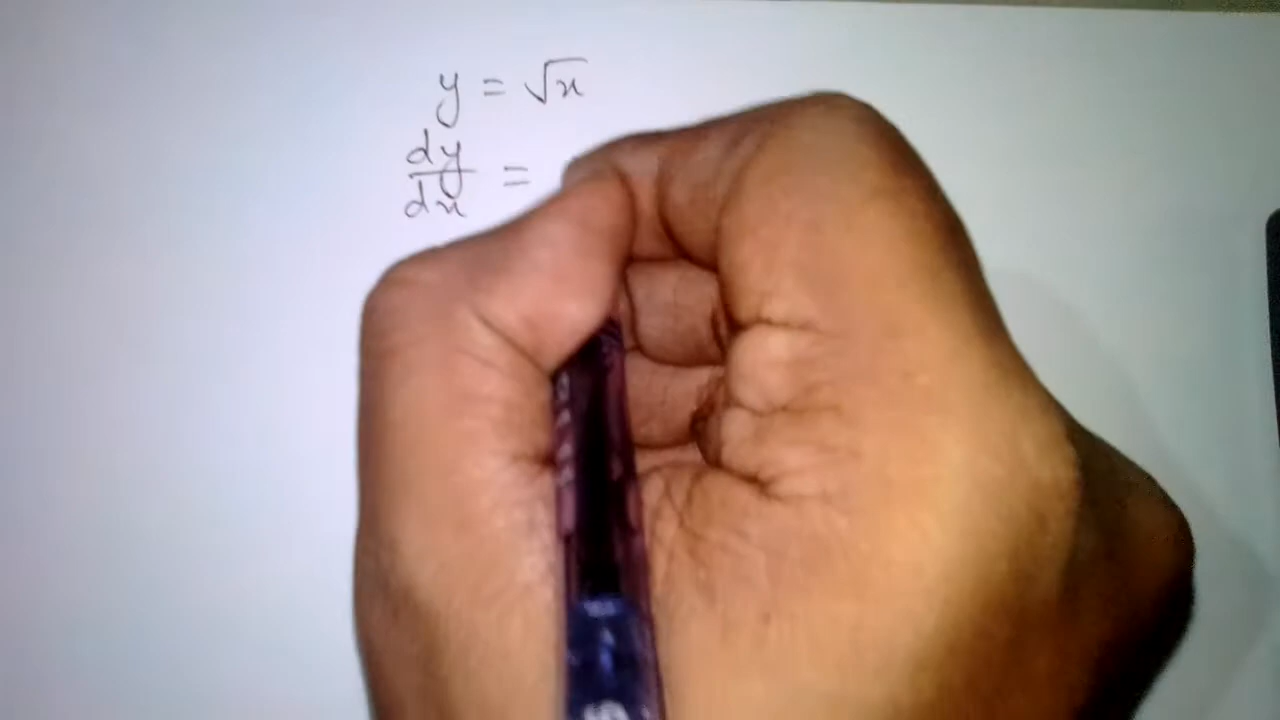 y = √x
dy/dx =